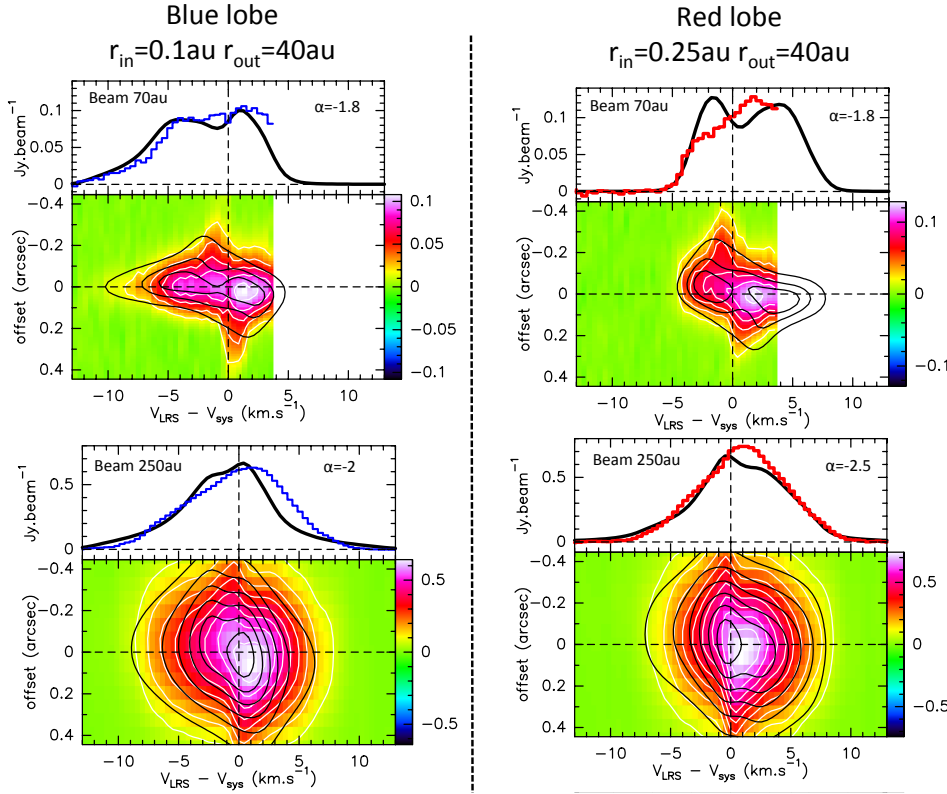 Blue lobe
r_in=0.1au r_out=40au
Beam 70au
α=-1.8
Jy.beam⁻¹
0.1
0.05
0
offset (arcsec)
−0.4
−0.2
0
0.2
0.4
0.1
0.05
0
−0.05
−0.1
−10 −5 0 5 10
V_LRS − V_sys (km.s⁻¹)
Beam 250au
α=-2
Jy.beam⁻¹
0.5
0
offset (arcsec)
−0.4
−0.2
0
0.2
0.4
0.5
0
−0.5
−10 −5 0 5 10
V_LRS − V_sys (km.s⁻¹)
Red lobe
r_in=0.25au r_out=40au
Beam 70au
α=-1.8
Jy.beam⁻¹
0.1
0.05
0
offset (arcsec)
−0.4
−0.2
0
0.2
0.4
0.1
0
−0.1
−10 −5 0 5 10
V_LRS − V_sys (km.s⁻¹)
Beam 250au
α=-2.5
Jy.beam⁻¹
0.5
0
offset (arcsec)
−0.4
−0.2
0
0.2
0.4
0.5
0
−0.5
−10 −5 0 5 10
V_LRS − V_sys (km.s⁻¹)